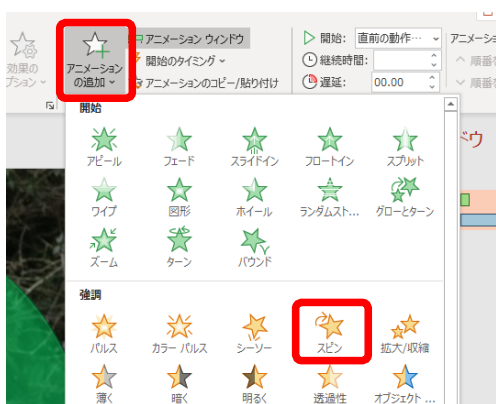 アニメーション ウィンドウ
開始: 直前の動作…
アニメーシ
効果の
プション
アニメーション
の追加
開始のタイミング
継続時間:
順番を
アニメーションのコピー/貼り付け
遅延: 00.00
順番を
開始
アピール フェード スライドイン フロートイン スプリット
ワイプ 図形 ホイール ランダムスト... グローとターン
ズーム ターン バウンド
強調
パルス カラー パルス シーソー スピン 拡大/収縮
薄く 暗く 明るく 透過性 オブジェクト ...
ウ